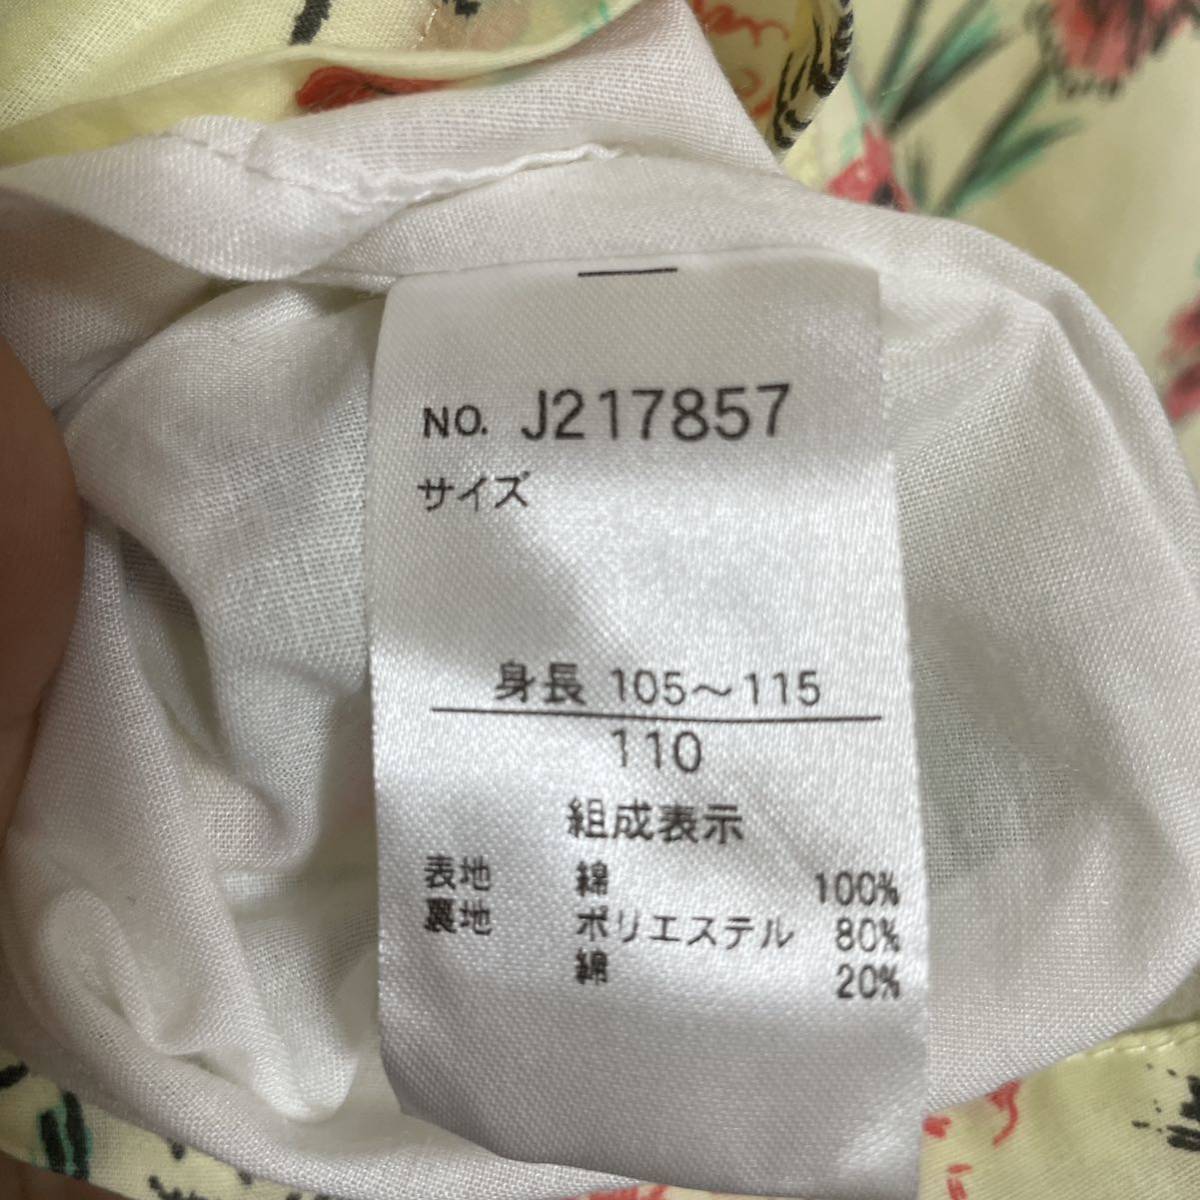 NO. J217857
サイズ
身長 105～115
110
組成表示
表地 綿 100%
裏地 ポリエステル 80%
綿 20%